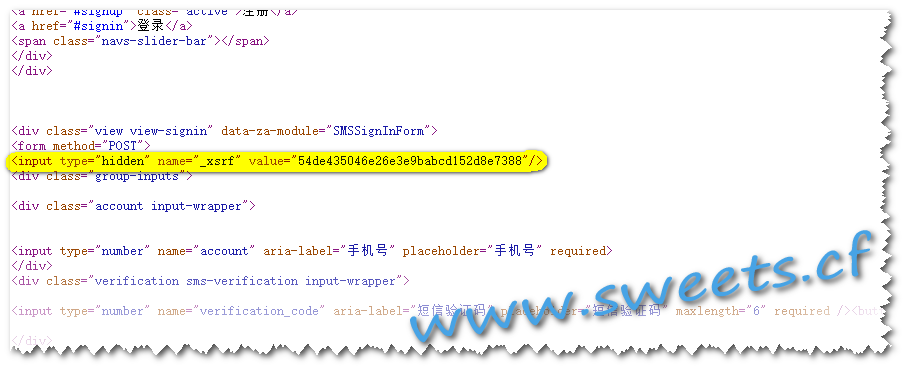 <a href="#signup" class="active">注册</a>
<a href="#signin">登录</a>
<span class="navs-slider-bar"></span>
</div>
</div>
<div class="view view-signin" data-za-module="SMSSignInForm">
<form method="POST">
<input type="hidden" name="_xsrf" value="54de435046e26e3e9babcd152d8e7388"/>
<div class="group-inputs">
<div class="account input-wrapper">
<input type="number" name="account" aria-label="手机号" placeholder="手机号" required>
</div>
<div class="verification sms-verification input-wrapper">
<input type="number" name="verification_code" aria-label="短信验证码" placeholder="短信验证码" maxlength="6" required /><but
</div>
www.sweets.cf